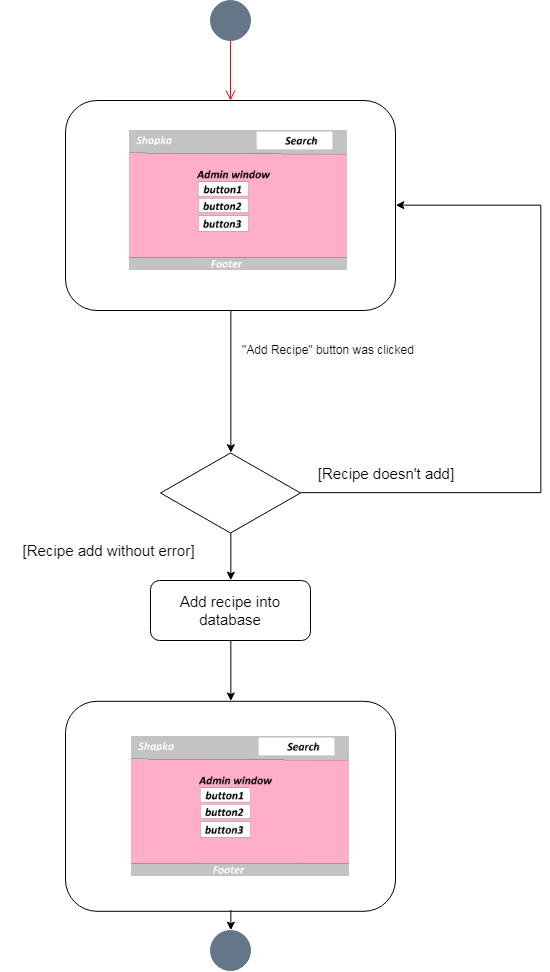 Shapka
Search
Admin window
button1
button2
button3
Footer
"Add Recipe" button was clicked
[Recipe doesn't add]
[Recipe add without error]
Add recipe into
database
Shapka
Search
Admin window
button1
button2
button3
Footer